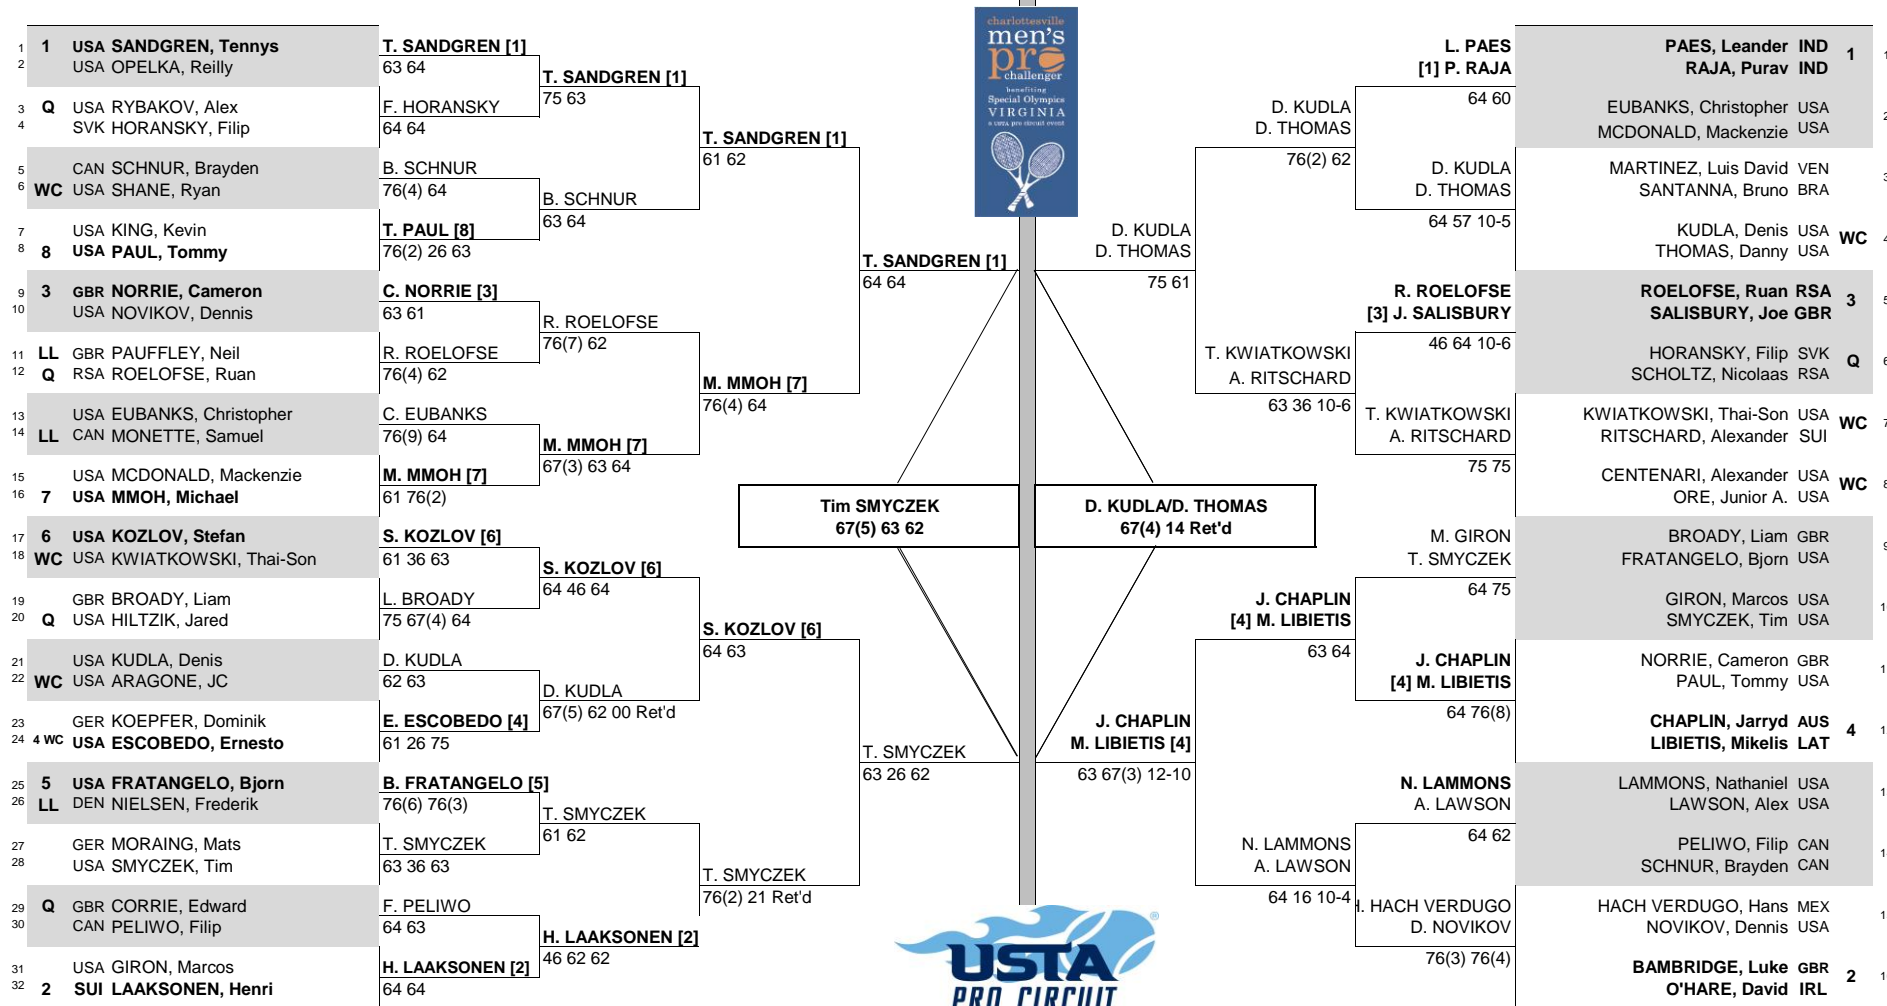 charlottesville
men's
pro
challenger
benefiting
Special Olympics
VIRGINIA
a USTA pro circuit event
1 1 USA SANDGREN, Tennys
2 USA OPELKA, Reilly
3 Q USA RYBAKOV, Alex
4 SVK HORANSKY, Filip
5 CAN SCHNUR, Brayden
6 WC USA SHANE, Ryan
7 USA KING, Kevin
8 8 USA PAUL, Tommy
9 3 GBR NORRIE, Cameron
10 USA NOVIKOV, Dennis
11 LL GBR PAUFFLEY, Neil
12 Q RSA ROELOFSE, Ruan
13 USA EUBANKS, Christopher
14 LL CAN MONETTE, Samuel
15 USA MCDONALD, Mackenzie
16 7 USA MMOH, Michael
17 6 USA KOZLOV, Stefan
18 WC USA KWIATKOWSKI, Thai-Son
19 GBR BROADY, Liam
20 Q USA HILTZIK, Jared
21 USA KUDLA, Denis
22 WC USA ARAGONE, JC
23 GER KOEPFER, Dominik
24 4 WC USA ESCOBEDO, Ernesto
25 5 USA FRATANGELO, Bjorn
26 LL DEN NIELSEN, Frederik
27 GER MORAING, Mats
28 USA SMYCZEK, Tim
29 Q GBR CORRIE, Edward
30 CAN PELIWO, Filip
31 USA GIRON, Marcos
32 2 SUI LAAKSONEN, Henri
T. SANDGREN [1]
63 64
F. HORANSKY
64 64
B. SCHNUR
76(4) 64
T. PAUL [8]
76(2) 26 63
C. NORRIE [3]
63 61
R. ROELOFSE
76(4) 62
C. EUBANKS
76(9) 64
M. MMOH [7]
61 76(2)
S. KOZLOV [6]
61 36 63
L. BROADY
75 67(4) 64
D. KUDLA
62 63
E. ESCOBEDO [4]
61 26 75
B. FRATANGELO [5]
76(6) 76(3)
T. SMYCZEK
63 36 63
F. PELIWO
64 63
H. LAAKSONEN [2]
64 64
T. SANDGREN [1]
75 63
B. SCHNUR
63 64
R. ROELOFSE
76(7) 62
M. MMOH [7]
67(3) 63 64
S. KOZLOV [6]
64 46 64
D. KUDLA
67(5) 62 00 Ret'd
T. SMYCZEK
61 62
H. LAAKSONEN [2]
46 62 62
T. SANDGREN [1]
61 62
M. MMOH [7]
76(4) 64
S. KOZLOV [6]
64 63
T. SMYCZEK
76(2) 21 Ret'd
T. SANDGREN [1]
64 64
T. SMYCZEK
63 26 62
Tim SMYCZEK
67(5) 63 62
D. KUDLA/D. THOMAS
67(4) 14 Ret'd
D. KUDLA
D. THOMAS
75 61
J. CHAPLIN
M. LIBIETIS [4]
63 67(3) 12-10
D. KUDLA
D. THOMAS
76(2) 62
T. KWIATKOWSKI
A. RITSCHARD
63 36 10-6
J. CHAPLIN
[4] M. LIBIETIS
63 64
N. LAMMONS
A. LAWSON
64 16 10-4
L. PAES
[1] P. RAJA
64 60
D. KUDLA
D. THOMAS
64 57 10-5
R. ROELOFSE
[3] J. SALISBURY
46 64 10-6
T. KWIATKOWSKI
A. RITSCHARD
75 75
M. GIRON
T. SMYCZEK
64 75
J. CHAPLIN
[4] M. LIBIETIS
64 76(8)
N. LAMMONS
A. LAWSON
64 62
H. HACH VERDUGO
D. NOVIKOV
76(3) 76(4)
PAES, Leander IND
RAJA, Purav IND 1
EUBANKS, Christopher USA
MCDONALD, Mackenzie USA
MARTINEZ, Luis David VEN
SANTANNA, Bruno BRA
KUDLA, Denis USA
THOMAS, Danny USA WC
ROELOFSE, Ruan RSA
SALISBURY, Joe GBR 3
HORANSKY, Filip SVK
SCHOLTZ, Nicolaas RSA Q
KWIATKOWSKI, Thai-Son USA
RITSCHARD, Alexander SUI WC
CENTENARI, Alexander USA
ORE, Junior A. USA WC
BROADY, Liam GBR
FRATANGELO, Bjorn USA
GIRON, Marcos USA
SMYCZEK, Tim USA
NORRIE, Cameron GBR
PAUL, Tommy USA
CHAPLIN, Jarryd AUS
LIBIETIS, Mikelis LAT 4
LAMMONS, Nathaniel USA
LAWSON, Alex USA
PELIWO, Filip CAN
SCHNUR, Brayden CAN
HACH VERDUGO, Hans MEX
NOVIKOV, Dennis USA
BAMBRIDGE, Luke GBR
O'HARE, David IRL 2
USTA
PRO CIRCUIT